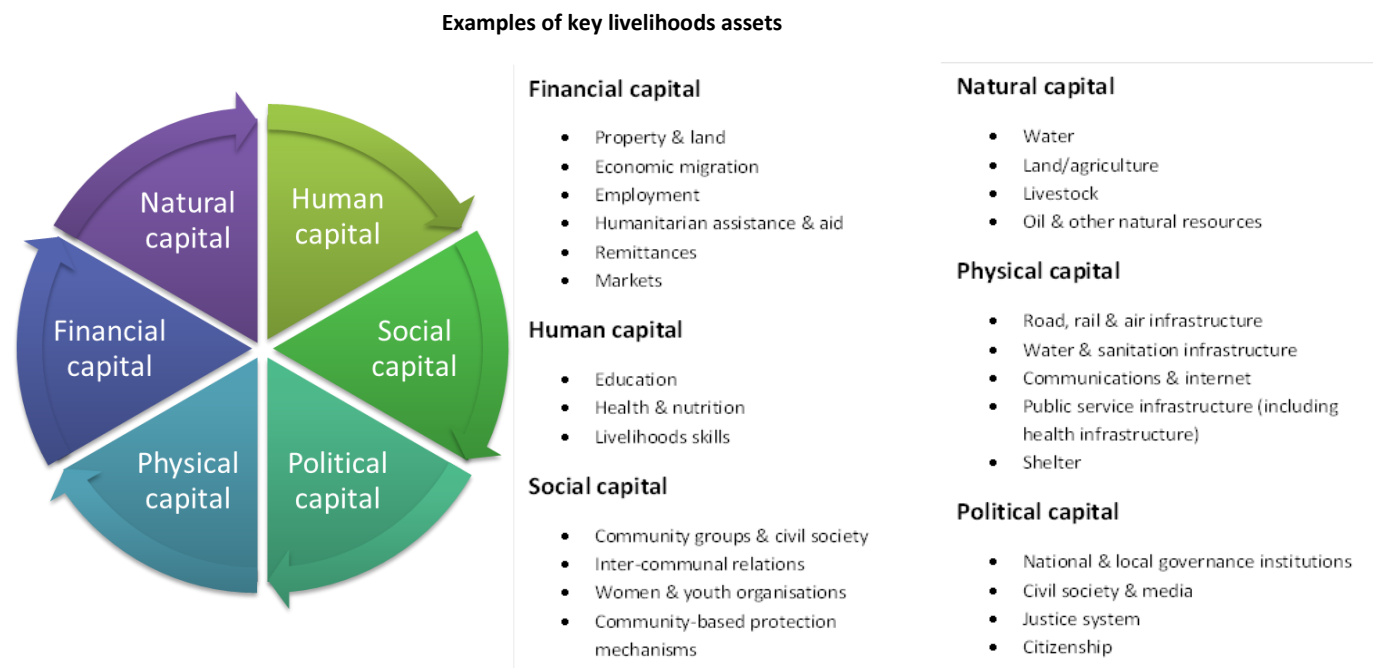 Examples of key livelihoods assets
Natural
capital
Human
capital
Financial
capital
Social
capital
Physical
capital
Political
capital
Financial capital
• Property & land
• Economic migration
• Employment
• Humanitarian assistance & aid
• Remittances
• Markets
Human capital
• Education
• Health & nutrition
• Livelihoods skills
Social capital
• Community groups & civil society
• Inter-communal relations
• Women & youth organisations
• Community-based protection
mechanisms
Natural capital
• Water
• Land/agriculture
• Livestock
• Oil & other natural resources
Physical capital
• Road, rail & air infrastructure
• Water & sanitation infrastructure
• Communications & internet
• Public service infrastructure (including
health infrastructure)
• Shelter
Political capital
• National & local governance institutions
• Civil society & media
• Justice system
• Citizenship